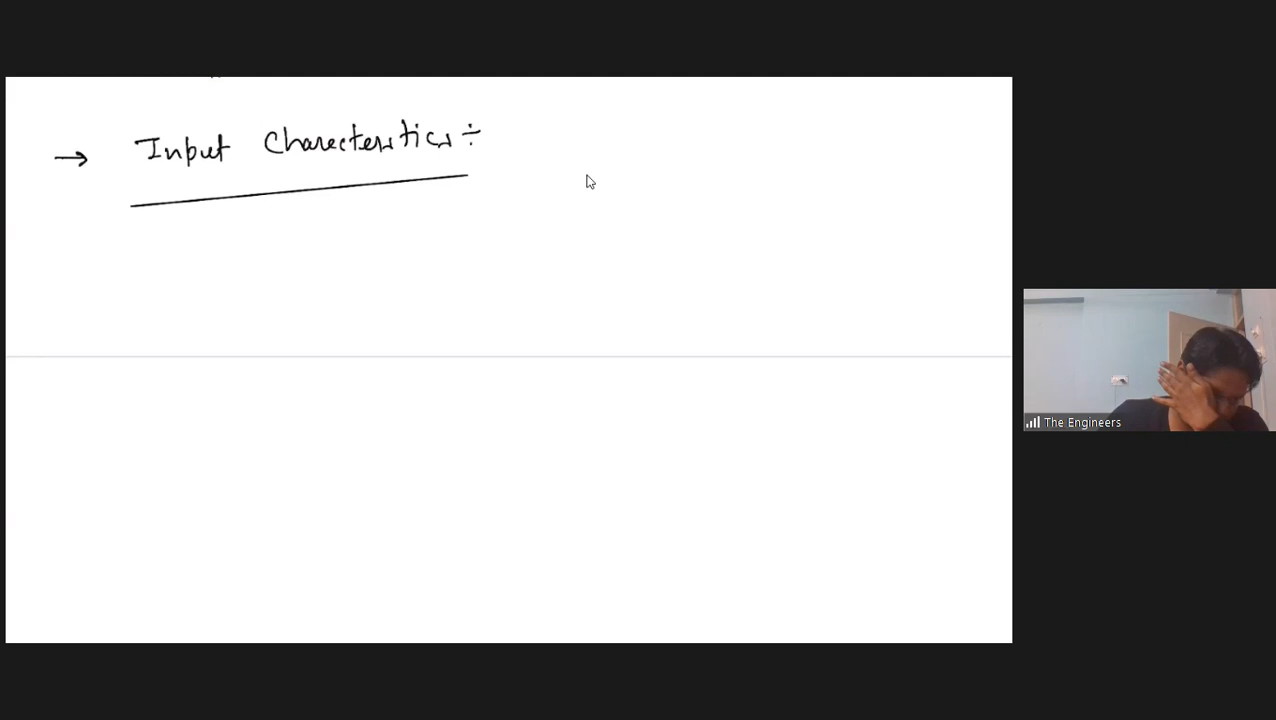 → Input Characteristics ÷
The Engineers